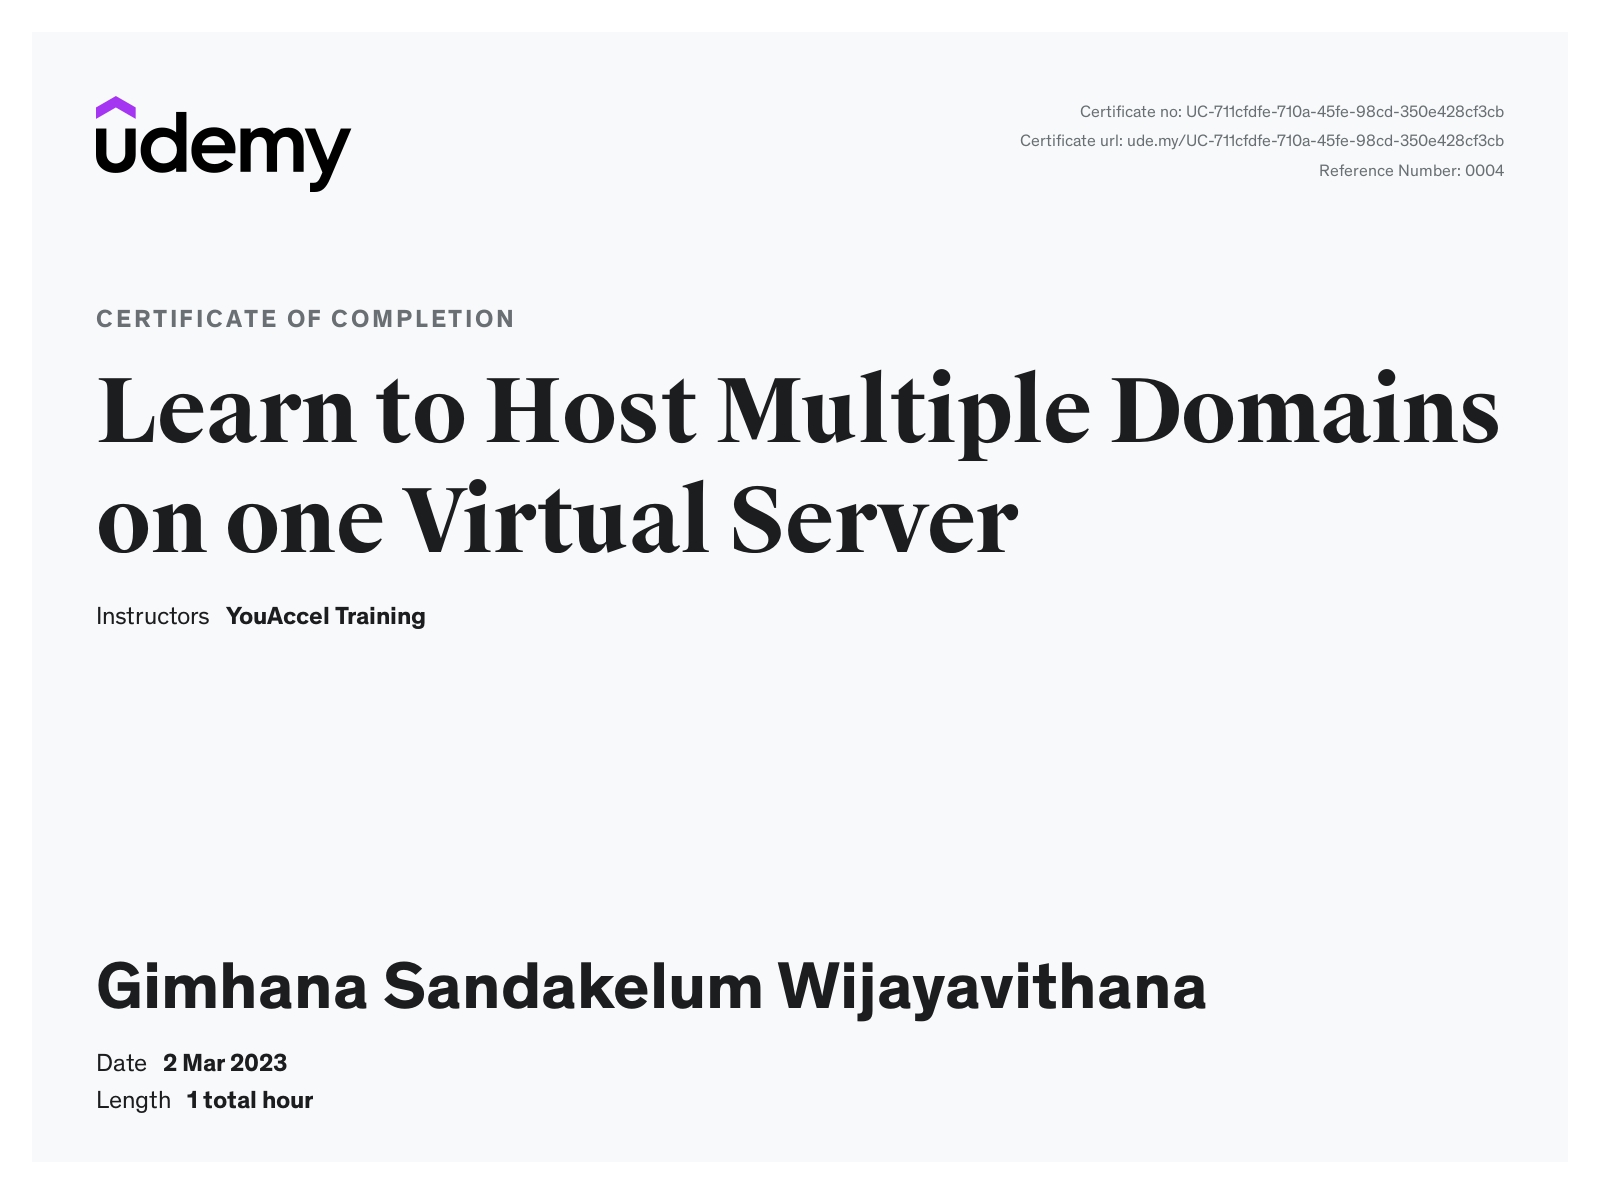 udemy
Certificate no: UC-711cfdfe-710a-45fe-98cd-350e428cf3cb
Certificate url: ude.my/UC-711cfdfe-710a-45fe-98cd-350e428cf3cb
Reference Number: 0004
CERTIFICATE OF COMPLETION
Learn to Host Multiple Domains
on one Virtual Server
Instructors YouAccel Training
Gimhana Sandakelum Wijayavithana
Date 2 Mar 2023
Length 1 total hour